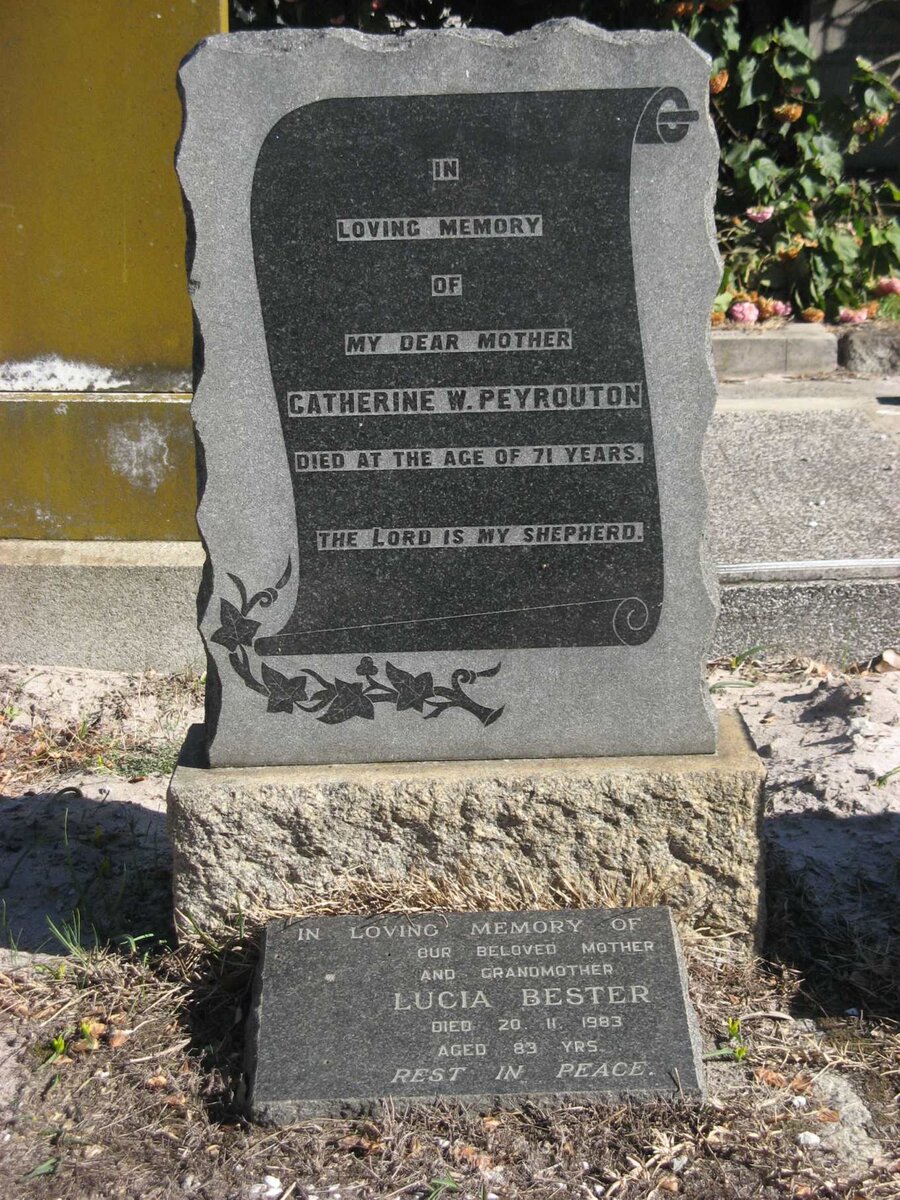 IN
LOVING MEMORY
OF
MY DEAR MOTHER
CATHERINE W. PEYROUTON
DIED AT THE AGE OF 71 YEARS.
THE LORD IS MY SHEPHERD.
IN LOVING MEMORY OF
OUR BELOVED MOTHER
AND GRANDMOTHER
LUCIA BESTER
DIED 20. 11. 1983
AGED 83 YRS.
REST IN PEACE.